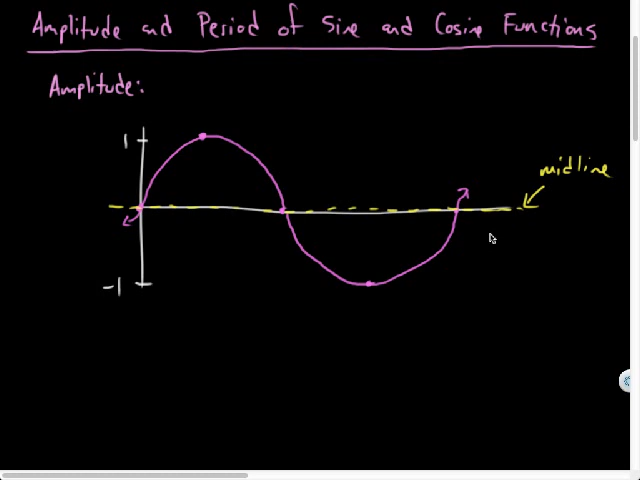 Amplitude and Period of Sine and Cosine Functions
Amplitude:
1
midline
-1